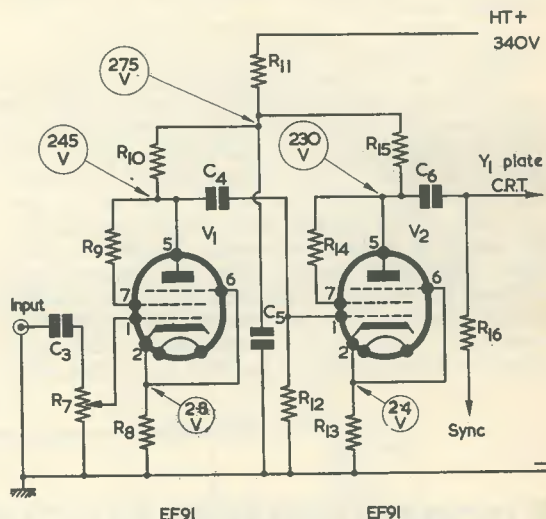 HT+
340V
R11
275
V
245
V
230
V
R10
R15
Y1 plate
C.R.T.
C4
C6
V1
V2
R9
R14
5
5
7
6
7
6
1
1
2
2
Input
C3
C5
R7
R12
R16
2·8
V
2·4
V
R8
R13
Sync
EF91
EF91